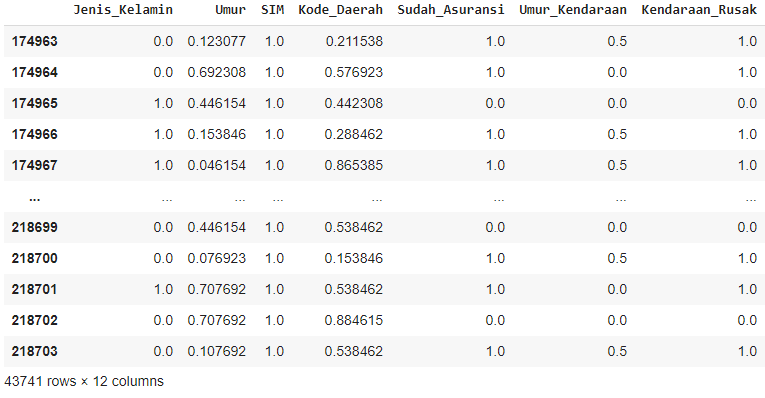 Jenis_Kelamin Umur SIM Kode_Daerah Sudah_Asuransi Umur_Kendaraan Kendaraan_Rusak
174963 0.0 0.123077 1.0 0.211538 1.0 0.5 1.0
174964 0.0 0.692308 1.0 0.576923 1.0 0.0 1.0
174965 1.0 0.446154 1.0 0.442308 0.0 0.0 0.0
174966 1.0 0.153846 1.0 0.288462 1.0 0.5 1.0
174967 1.0 0.046154 1.0 0.865385 1.0 0.5 1.0
... ... ... ... ... ... ... ...
218699 0.0 0.446154 1.0 0.538462 0.0 0.0 0.0
218700 0.0 0.076923 1.0 0.153846 1.0 0.5 1.0
218701 1.0 0.707692 1.0 0.538462 1.0 0.0 1.0
218702 0.0 0.707692 1.0 0.884615 0.0 0.0 0.0
218703 0.0 0.107692 1.0 0.538462 1.0 0.5 1.0
43741 rows × 12 columns